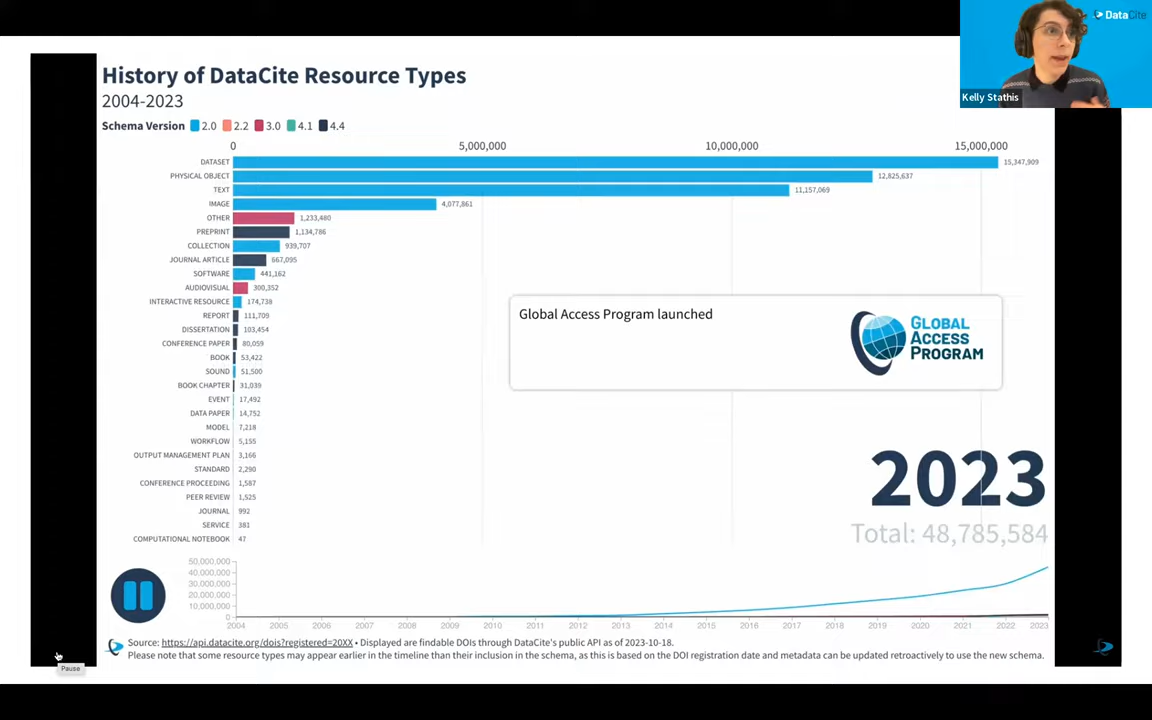 DataCite
Kelly Stathis
History of DataCite Resource Types
2004-2023
Schema Version 2.0 2.2 3.0 4.1 4.4
0 5,000,000 10,000,000 15,000,000
DATASET 15,347,909
PHYSICAL OBJECT 12,825,637
TEXT 11,157,069
IMAGE 4,077,861
OTHER 1,233,480
PREPRINT 1,134,786
COLLECTION 939,707
JOURNAL ARTICLE 667,095
SOFTWARE 441,162
AUDIOVISUAL 300,352
INTERACTIVE RESOURCE 174,738
REPORT 111,709
DISSERTATION 103,454
CONFERENCE PAPER 80,059
BOOK 53,422
SOUND 51,500
BOOK CHAPTER 31,039
EVENT 17,492
DATA PAPER 14,752
MODEL 7,218
WORKFLOW 5,155
OUTPUT MANAGEMENT PLAN 3,166
STANDARD 2,290
CONFERENCE PROCEEDING 1,587
PEER REVIEW 1,525
JOURNAL 992
SERVICE 381
COMPUTATIONAL NOTEBOOK 47
Global Access Program launched
GLOBAL
ACCESS
PROGRAM
2023
Total: 48,785,584
50,000,000
40,000,000
30,000,000
20,000,000
10,000,000
0
2004 2005 2006 2007 2008 2009 2010 2011 2012 2013 2014 2015 2016 2017 2018 2019 2020 2021 2022 2023
Source: https://api.datacite.org/dois?registered=20XX • Displayed are findable DOIs through DataCite's public API as of 2023-10-18.
Please note that some resource types may appear earlier in the timeline than their inclusion in the schema, as this is based on the DOI registration date and metadata can be updated retroactively to use the new schema.
Pause